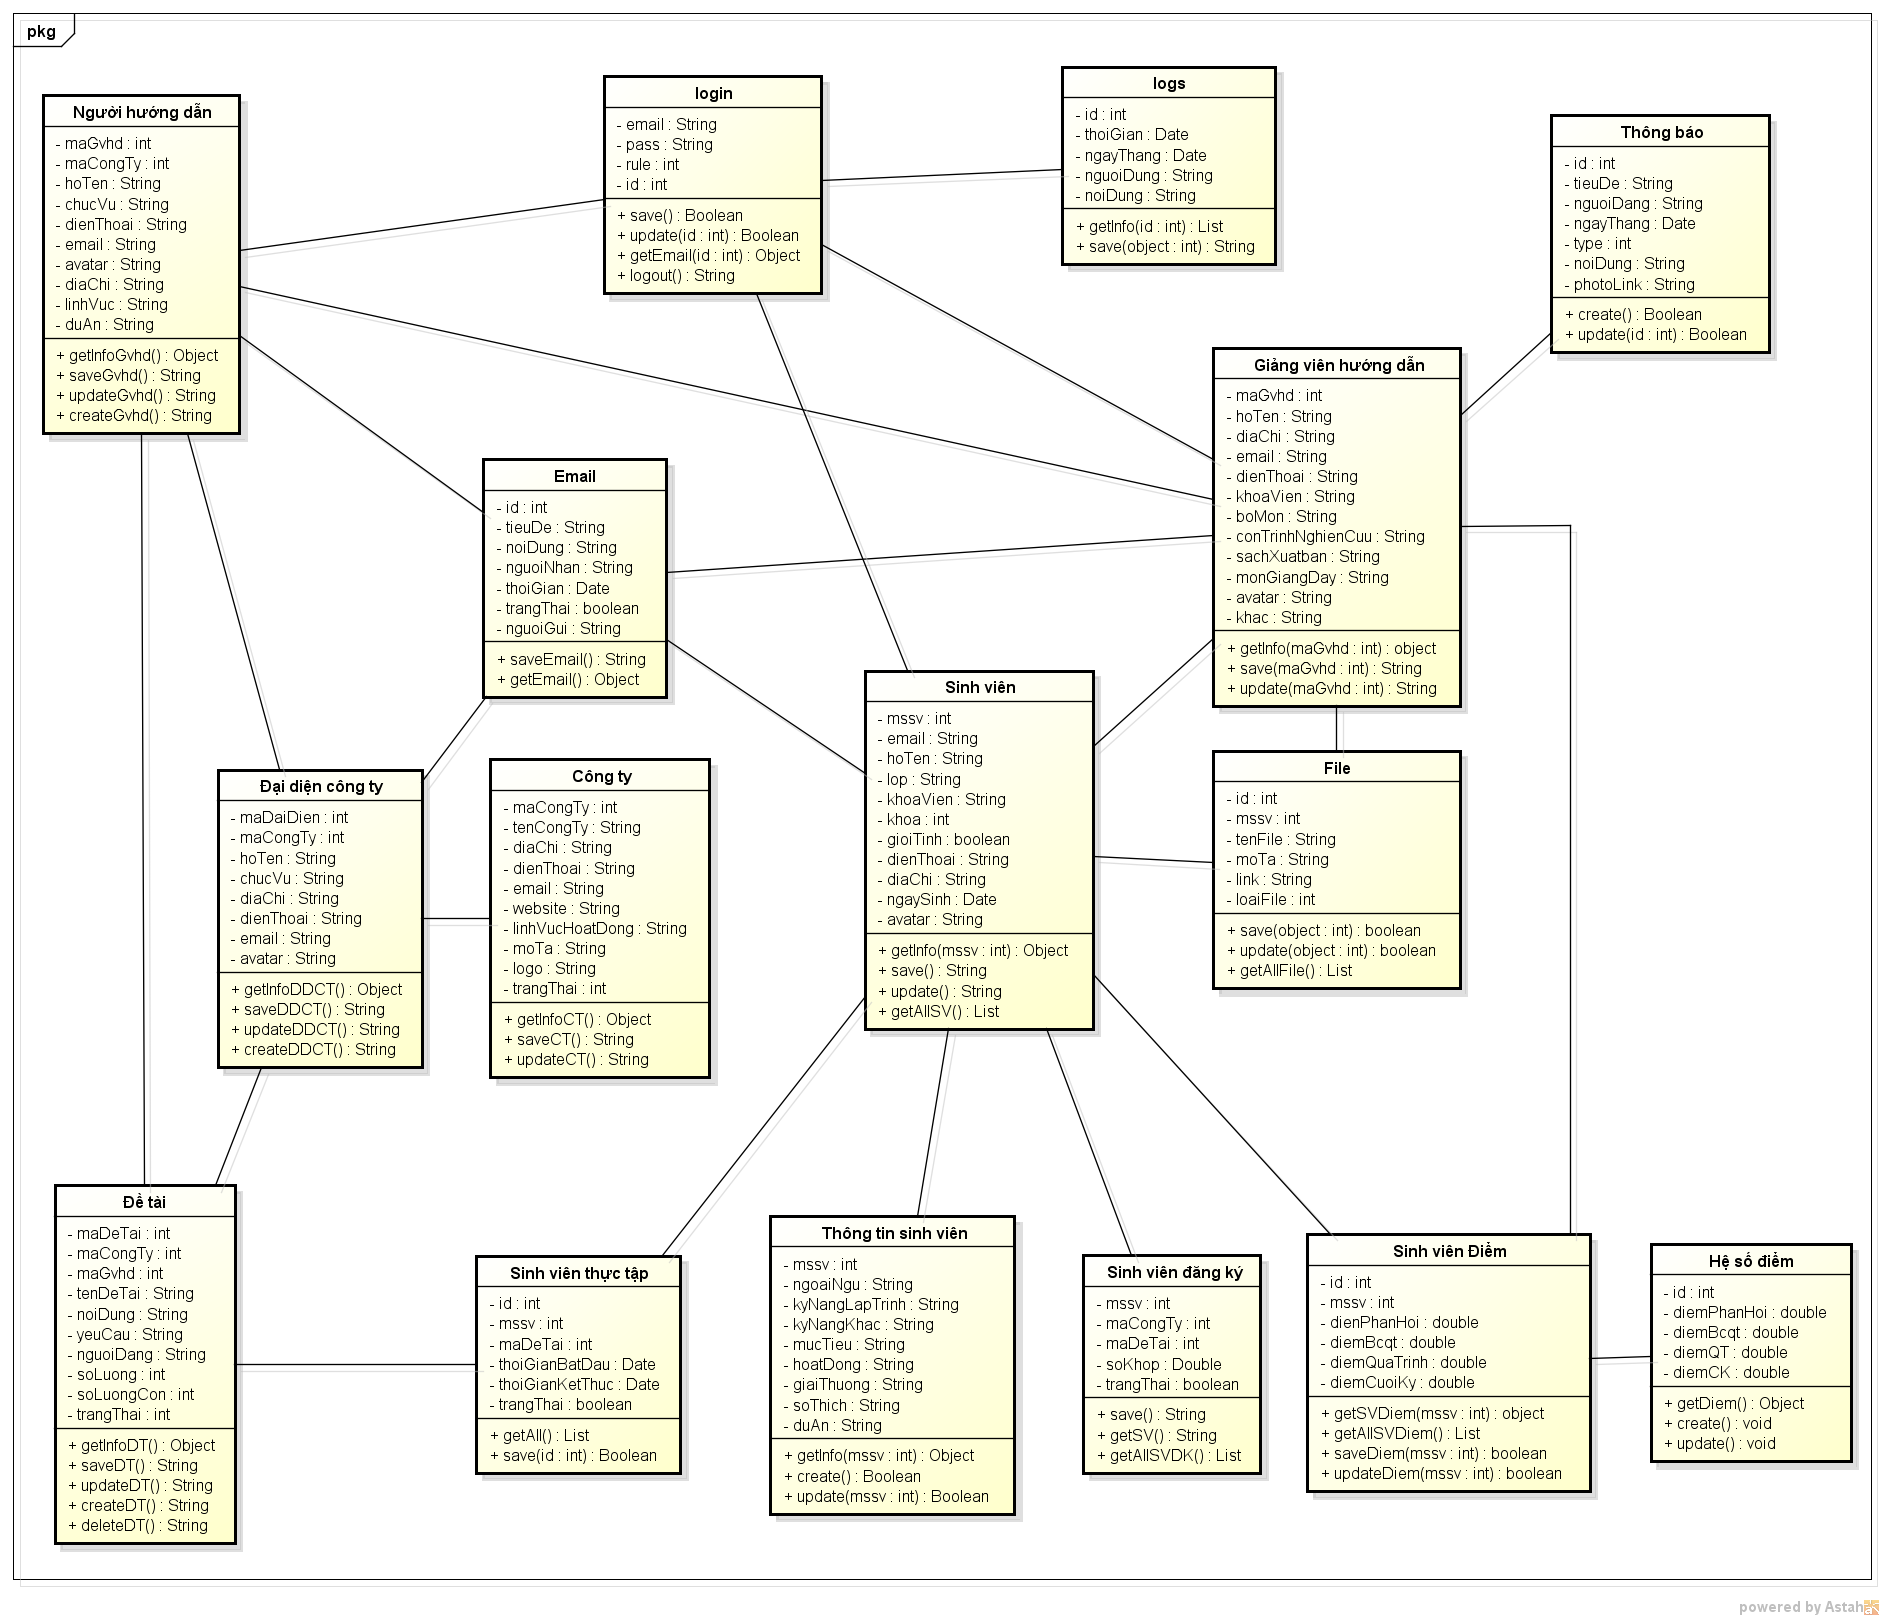 pkg
Người hướng dẫn
- maGvhd : int
- maCongTy : int
- hoTen : String
- chucVu : String
- dienThoai : String
- email : String
- avatar : String
- diaChi : String
- linhVuc : String
- duAn : String
+ getInfoGvhd() : Object
+ saveGvhd() : String
+ updateGvhd() : String
+ createGvhd() : String
login
- email : String
- pass : String
- rule : int
- id : int
+ save() : Boolean
+ update(id : int) : Boolean
+ getEmail(id : int) : Object
+ logout() : String
logs
- id : int
- thoiGian : Date
- ngayThang : Date
- nguoiDung : String
- noiDung : String
+ getInfo(id : int) : List
+ save(object : int) : String
Thông báo
- id : int
- tieuDe : String
- nguoiDang : String
- ngayThang : Date
- type : int
- noiDung : String
- photoLink : String
+ create() : Boolean
+ update(id : int) : Boolean
Giảng viên hướng dẫn
- maGvhd : int
- hoTen : String
- diaChi : String
- email : String
- dienThoai : String
- khoaVien : String
- boMon : String
- conTrinhNghienCuu : String
- sachXuatban : String
- monGiangDay : String
- avatar : String
- khac : String
+ getInfo(maGvhd : int) : object
+ save(maGvhd : int) : String
+ update(maGvhd : int) : String
Email
- id : int
- tieuDe : String
- noiDung : String
- nguoiNhan : String
- thoiGian : Date
- trangThai : boolean
- nguoiGui : String
+ saveEmail() : String
+ getEmail() : Object
Sinh viên
- mssv : int
- email : String
- hoTen : String
- lop : String
- khoaVien : String
- khoa : int
- gioiTinh : boolean
- dienThoai : String
- diaChi : String
- ngaySinh : Date
- avatar : String
+ getInfo(mssv : int) : Object
+ save() : String
+ update() : String
+ getAllSV() : List
File
- id : int
- mssv : int
- tenFile : String
- moTa : String
- link : String
- loaiFile : int
+ save(object : int) : boolean
+ update(object : int) : boolean
+ getAllFile() : List
Đại diện công ty
- maDaiDien : int
- maCongTy : int
- hoTen : String
- chucVu : String
- diaChi : String
- dienThoai : String
- email : String
- avatar : String
+ getInfoDDCT() : Object
+ saveDDCT() : String
+ updateDDCT() : String
+ createDDCT() : String
Công ty
- maCongTy : int
- tenCongTy : String
- diaChi : String
- dienThoai : String
- email : String
- website : String
- linhVucHoatDong : String
- moTa : String
- logo : String
- trangThai : int
+ getInfoCT() : Object
+ saveCT() : String
+ updateCT() : String
Đề tài
- maDeTai : int
- maCongTy : int
- maGvhd : int
- tenDeTai : String
- noiDung : String
- yeuCau : String
- nguoiDang : String
- soLuong : int
- soLuongCon : int
- trangThai : int
+ getInfoDT() : Object
+ saveDT() : String
+ updateDT() : String
+ createDT() : String
+ deleteDT() : String
Sinh viên thực tập
- id : int
- mssv : int
- maDeTai : int
- thoiGianBatDau : Date
- thoiGianKetThuc : Date
- trangThai : boolean
+ getAll() : List
+ save(id : int) : Boolean
Thông tin sinh viên
- mssv : int
- ngoaiNgu : String
- kyNangLapTrinh : String
- kyNangKhac : String
- mucTieu : String
- hoatDong : String
- giaiThuong : String
- soThich : String
- duAn : String
+ getInfo(mssv : int) : Object
+ create() : Boolean
+ update(mssv : int) : Boolean
Sinh viên đăng ký
- mssv : int
- maCongTy : int
- maDeTai : int
- soKhop : Double
- trangThai : boolean
+ save() : String
+ getSV() : String
+ getAllSVDK() : List
Sinh viên Điểm
- id : int
- mssv : int
- dienPhanHoi : double
- diemBcqt : double
- diemQuaTrinh : double
- diemCuoiKy : double
+ getSVDiem(mssv : int) : object
+ getAllSVDiem() : List
+ saveDiem(mssv : int) : boolean
+ updateDiem(mssv : int) : boolean
Hệ số điểm
- id : int
- diemPhanHoi : double
- diemBcqt : double
- diemQT : double
- diemCK : double
+ getDiem() : Object
+ create() : void
+ update() : void
powered by Astah